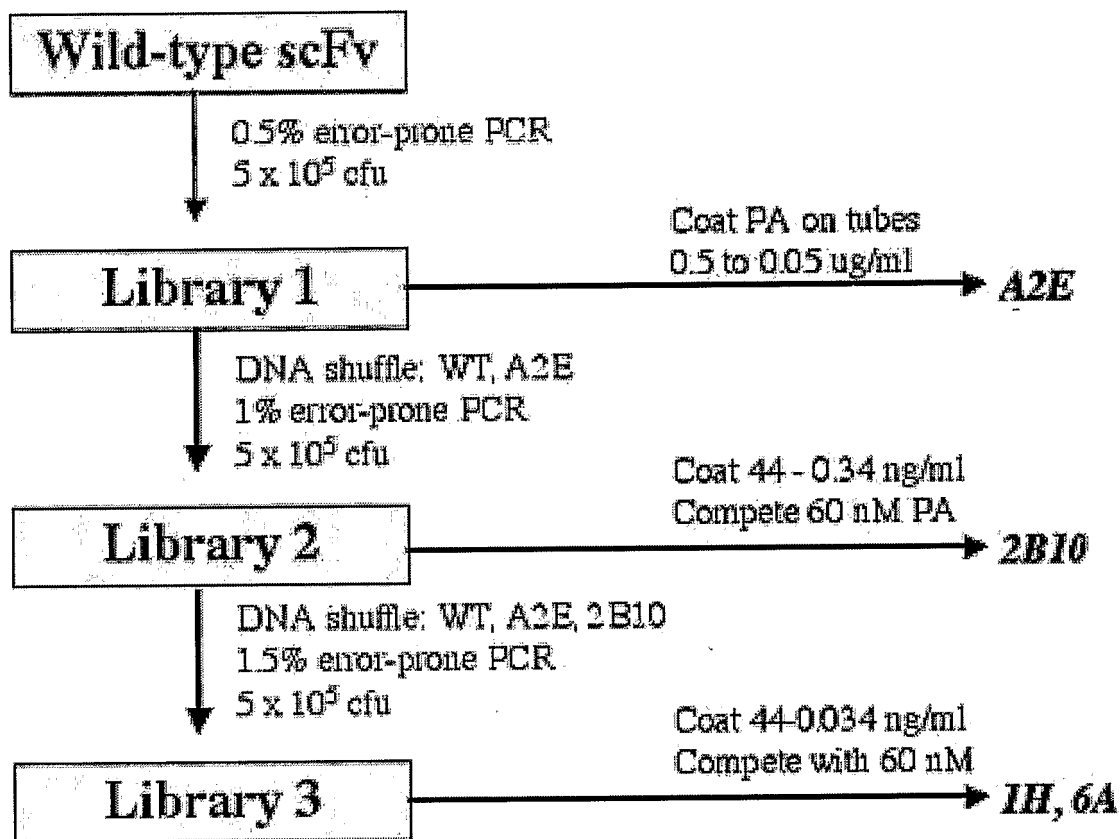 Wild-type scFv
0.5% error-prone PCR
5 x 10⁵ cfu
Coat PA on tubes
0.5 to 0.05 ug/ml
Library 1
A2E
DNA shuffle: WT, A2E
1% error-prone PCR
5 x 10⁵ cfu
Coat 44 - 0.34 ng/ml
Compete 60 nM PA
Library 2
2B10
DNA shuffle: WT, A2E, 2B10
1.5% error-prone PCR
5 x 10⁵ cfu
Coat 44-0.034 ng/ml
Compete with 60 nM
Library 3
1H, 6A